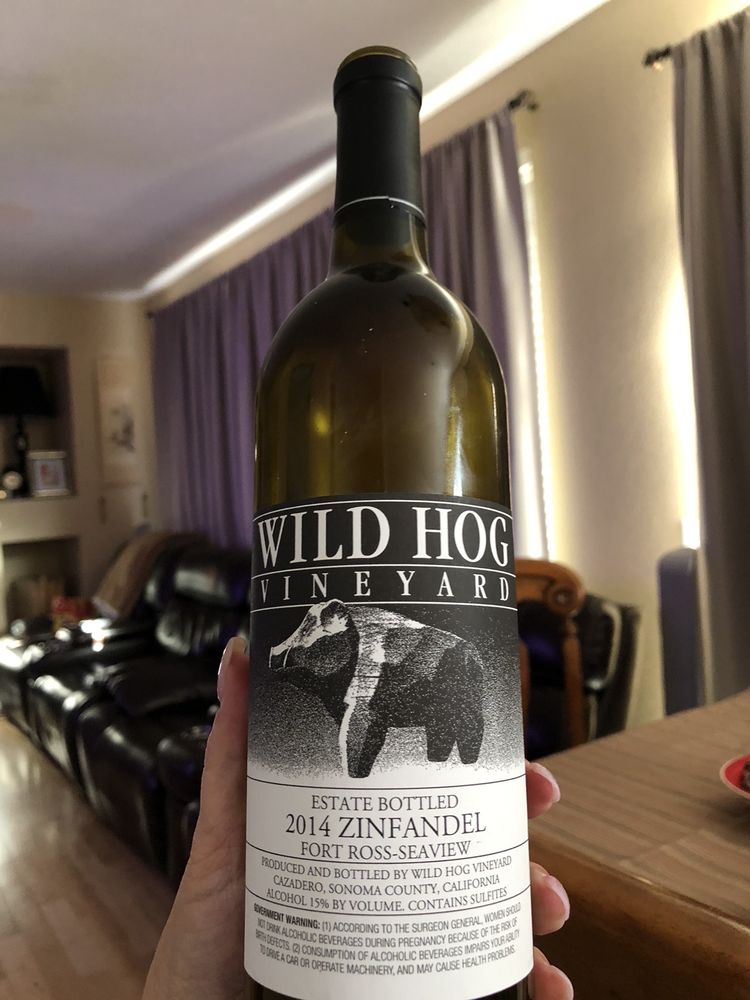 WILD HOG
VINEYARD
ESTATE BOTTLED
2014 ZINFANDEL
FORT ROSS-SEAVIEW
PRODUCED AND BOTTLED BY WILD HOG VINEYARD
CAZADERO, SONOMA COUNTY, CALIFORNIA
ALCOHOL 15% BY VOLUME. CONTAINS SULFITES
GOVERNMENT WARNING: (1) ACCORDING TO THE SURGEON GENERAL, WOMEN SHOULD
NOT DRINK ALCOHOLIC BEVERAGES DURING PREGNANCY BECAUSE OF THE RISK OF
BIRTH DEFECTS. (2) CONSUMPTION OF ALCOHOLIC BEVERAGES IMPAIRS YOUR ABILITY
TO DRIVE A CAR OR OPERATE MACHINERY, AND MAY CAUSE HEALTH PROBLEMS.